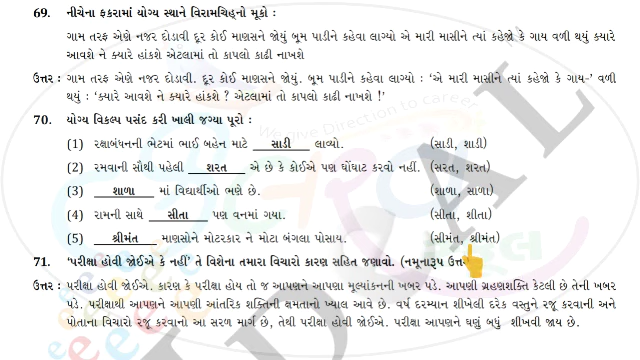 69. નીચેના ફકરામાં યોગ્ય સ્થાને વિરામચિહ્નો મૂકો :
ગામ તરફ એણે નજર દોડાવી દૂર કોઈ માણસને જોયું બૂમ પાડીને કહેવા લાગ્યો એ મારી માસીને ત્યાં કહેજો કે ગાય વળી થયું ક્યારે
આવશે ને ક્યારે હાંકશે એટલામાં તો કાપલો કાઢી નાખશે
ઉત્તર : ગામ તરફ એણે નજર દોડાવી. દૂર કોઈ માણસને જોયું. બૂમ પાડીને કહેવા લાગ્યો : ‘એ મારી માસીને ત્યાં કહેજો કે ગાય–’ વળી
થયું : ‘ક્યારે આવશે ને ક્યારે હાંકશે ? એટલામાં તો કાપલો કાઢી નાખશે !’
70. યોગ્ય વિકલ્પ પસંદ કરી ખાલી જગ્યા પૂરો :
(1) રક્ષાબંધનની ભેટમાં ભાઈ બહેન માટે સાડી લાવ્યો. (સાડી, શાડી)
(2) રમવાની સૌથી પહેલી શરત એ છે કે કોઈએ પણ ઘોંઘાટ કરવો નહીં. (સરત, શરત)
(3) શાળા માં વિદ્યાર્થીઓ ભણે છે. (શાળા, સાળા)
(4) રામની સાથે સીતા પણ વનમાં ગયા. (સીતા, શીતા)
(5) શ્રીમંત માણસોને મોટરકાર ને મોટા બંગલા પોસાય. (સીમંત, શ્રીમંત)
71. ‘પરીક્ષા હોવી જોઈએ કે નહીં’ તે વિશેના તમારા વિચારો કારણ સહિત જણાવો. (નમૂનારૂપ ઉત્તર
ઉત્તર : પરીક્ષા હોવી જોઈએ. કારણ કે પરીક્ષા હોય તો જ આપણને આપણા મૂલ્યાંકનની ખબર પડે. આપણી ગ્રહણશક્તિ કેટલી છે તેની ખબર
પડે. પરીક્ષાથી આપણને આપણી આંતરિક શક્તિની ક્ષમતાનો ખ્યાલ આવે છે. વર્ષ દરમ્યાન શીખેલી દરેક વસ્તુને રજૂ કરવાની અને
પોતાના વિચારો રજૂ કરવાનો આ સરળ માર્ગ છે, તેથી પરીક્ષા હોવી જોઈએ. પરીક્ષા આપણને ઘણું બધું શીખવી જાય છે.